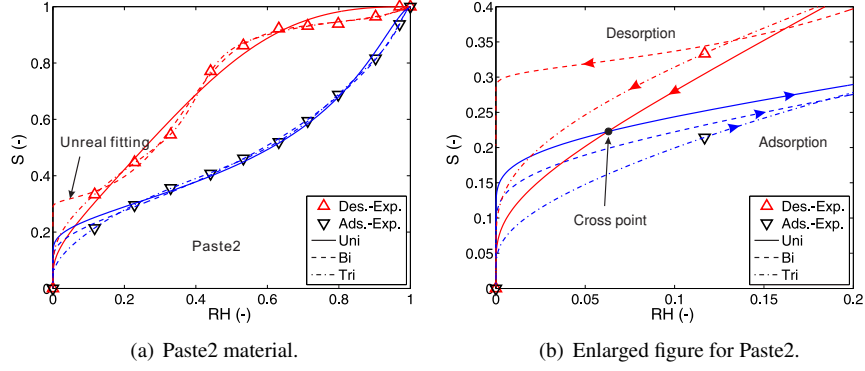 1
0.8
0.6
0.4
0.2
0
S (-)
Unreal fitting
Paste2
Des.-Exp.
Ads.-Exp.
Uni
Bi
Tri
0 0.2 0.4 0.6 0.8 1
RH (-)
(a) Paste2 material.
0.4
0.35
0.3
0.25
0.2
0.15
0.1
0.05
0
S (-)
Desorption
Adsorption
Cross point
Des.-Exp.
Ads.-Exp.
Uni
Bi
Tri
0 0.05 0.1 0.15 0.2
RH (-)
(b) Enlarged figure for Paste2.